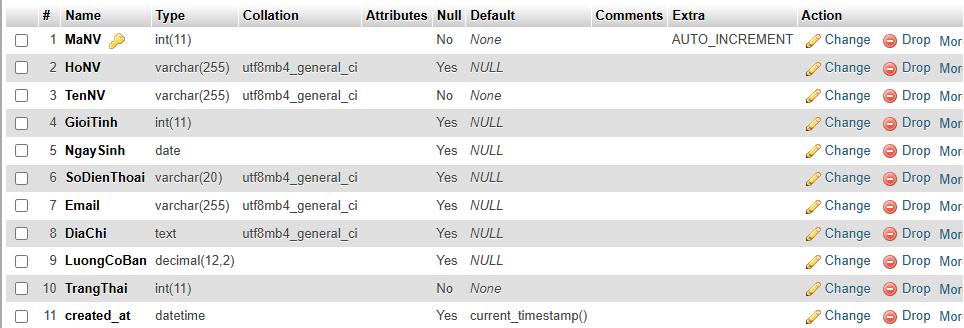 # Name Type Collation Attributes Null Default Comments Extra Action
1 MaNV int(11) No None AUTO_INCREMENT Change Drop Mor
2 HoNV varchar(255) utf8mb4_general_ci Yes NULL Change Drop Mor
3 TenNV varchar(255) utf8mb4_general_ci No None Change Drop Mor
4 GioiTinh int(11) Yes NULL Change Drop Mor
5 NgaySinh date Yes NULL Change Drop Mor
6 SoDienThoai varchar(20) utf8mb4_general_ci Yes NULL Change Drop Mor
7 Email varchar(255) utf8mb4_general_ci Yes NULL Change Drop Mor
8 DiaChi text utf8mb4_general_ci Yes NULL Change Drop Mor
9 LuongCoBan decimal(12,2) Yes NULL Change Drop Mor
10 TrangThai int(11) No None Change Drop Mor
11 created_at datetime Yes current_timestamp() Change Drop Mor